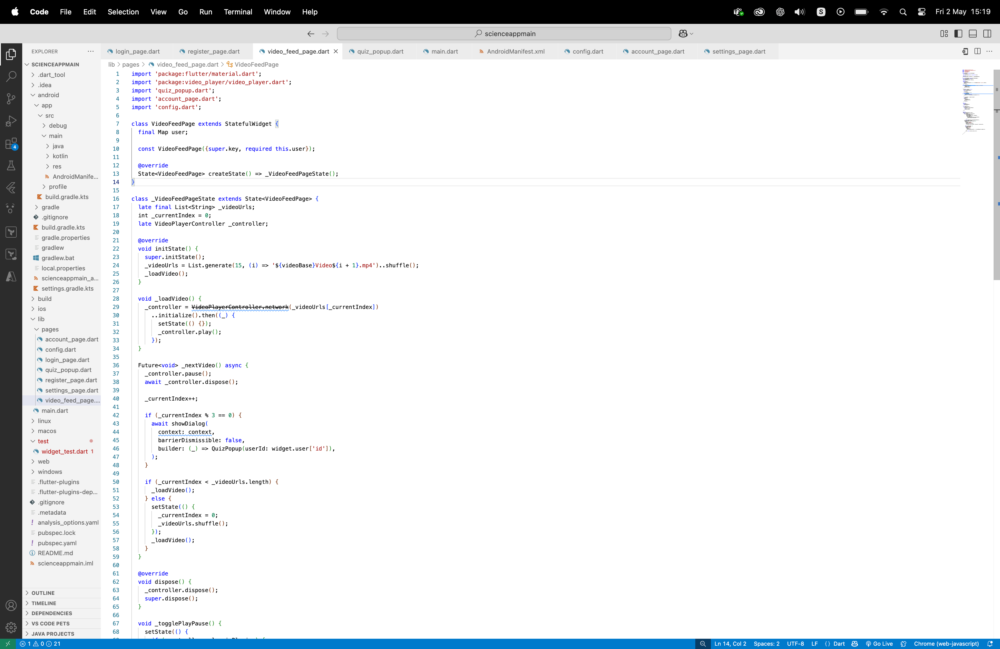 Code File Edit Selection View Go Run Terminal Window Help
S Fri 2 May 15:19
scienceappmain
EXPLORER
login_page.dart register_page.dart video_feed_page.dart quiz_popup.dart main.dart AndroidManifest.xml config.dart account_page.dart settings_page.dart
lib > pages > video_feed_page.dart > VideoFeedPage
SCIENCEAPPMAIN
.dart_tool
.idea
android
app
src
debug
main
java
kotlin
res
AndroidManife...
profile
build.gradle.kts
gradle
.gitignore
build.gradle.kts
gradle.properties
gradlew
gradlew.bat
local.properties
scienceappmain_a...
settings.gradle.kts
build
ios
lib
pages
account_page.dart
config.dart
login_page.dart
quiz_popup.dart
register_page.dart
settings_page.dart
video_feed_page....
main.dart
linux
macos
test
widget_test.dart 1
web
windows
.flutter-plugins
.flutter-plugins-dep...
.gitignore
.metadata
analysis_options.yaml
pubspec.lock
pubspec.yaml
README.md
scienceappmain.iml
OUTLINE
TIMELINE
DEPENDENCIES
VS CODE PETS
JAVA PROJECTS
4
1 import 'package:flutter/material.dart';
2 import 'package:video_player/video_player.dart';
3 import 'quiz_popup.dart';
4 import 'account_page.dart';
5 import 'config.dart';
6
7 class VideoFeedPage extends StatefulWidget {
8 final Map user;
9
10 const VideoFeedPage({super.key, required this.user});
11
12 @override
13 State<VideoFeedPage> createState() => _VideoFeedPageState();
14 }
15
16 class _VideoFeedPageState extends State<VideoFeedPage> {
17 late final List<String> _videoUrls;
18 int _currentIndex = 0;
19 late VideoPlayerController _controller;
20
21 @override
22 void initState() {
23 super.initState();
24 _videoUrls = List.generate(15, (i) => '${videoBase}Video${i + 1}.mp4')..shuffle();
25 _loadVideo();
26 }
27
28 void _loadVideo() {
29 _controller = VideoPlayerController.network(_videoUrls[_currentIndex])
30 ..initialize().then((_) {
31 setState(() {});
32 _controller.play();
33 });
34 }
35
36 Future<void> _nextVideo() async {
37 _controller.pause();
38 await _controller.dispose();
39
40 _currentIndex++;
41
42 if (_currentIndex % 3 == 0) {
43 await showDialog(
44 context: context,
45 barrierDismissible: false,
46 builder: (_) => QuizPopup(userId: widget.user['id']),
47 );
48 }
49
50 if (_currentIndex < _videoUrls.length) {
51 _loadVideo();
52 } else {
53 setState(() {
54 _currentIndex = 0;
55 _videoUrls.shuffle();
56 });
57 _loadVideo();
58 }
59 }
60
61 @override
62 void dispose() {
63 _controller.dispose();
64 super.dispose();
65 }
66
67 void _togglePlayPause() {
68 setState(() {
1 0 21 Ln 14, Col 2 Spaces: 2 UTF-8 LF {} Dart Go Live Chrome (web-javascript)